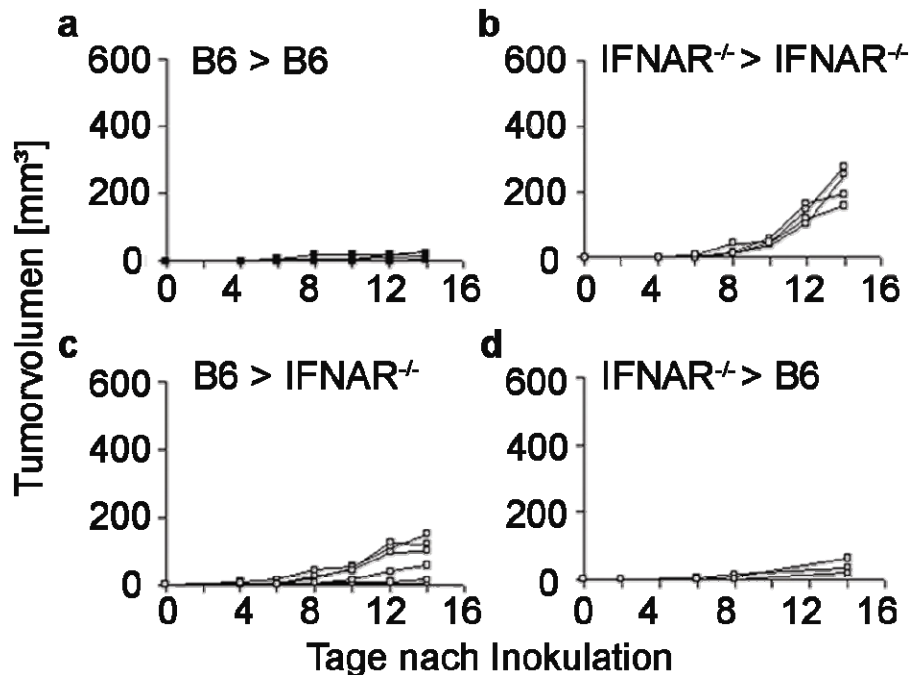 a
B6 > B6
600
400
200
0
0 4 8 12 16
b
IFNAR-/- > IFNAR-/-
600
400
200
0
0 4 8 12 16
c
B6 > IFNAR-/-
600
400
200
0
0 4 8 12 16
d
IFNAR-/- > B6
600
400
200
0
0 4 8 12 16
Tumorvolumen [mm³]
Tage nach Inokulation